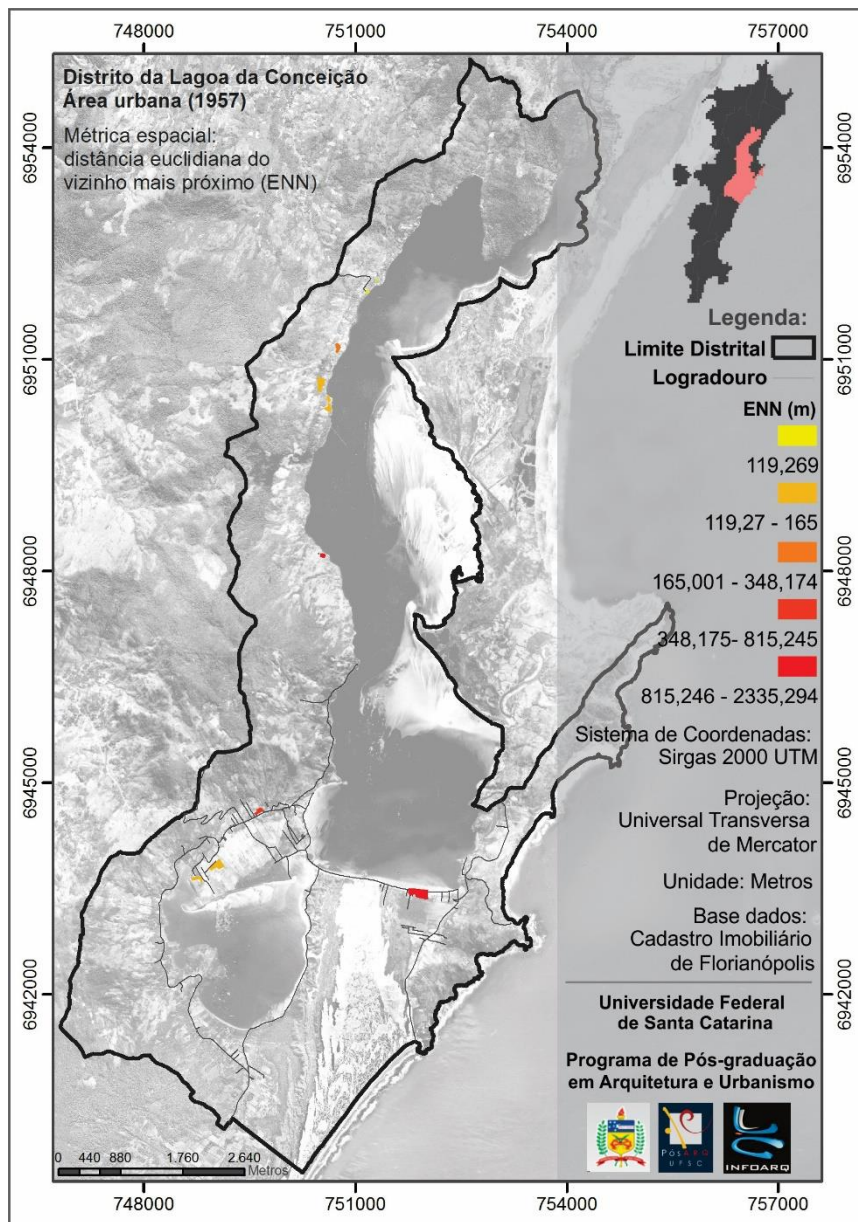 748000 751000 754000 757000
Distrito da Lagoa da Conceição
Área urbana (1957)
Métrica espacial:
distância euclidiana do
vizinho mais próximo (ENN)
6954000
6954000
6951000
6951000
6948000
6948000
6945000
6945000
6942000
6942000
Legenda:
Limite Distrital
Logradouro
ENN (m)
119,269
119,27 - 165
165,001 - 348,174
348,175- 815,245
815,246 - 2335,294
Sistema de Coordenadas:
Sirgas 2000 UTM
Projeção:
Universal Transversa
de Mercator
Unidade: Metros
Base dados:
Cadastro Imobiliário
de Florianópolis
Universidade Federal
de Santa Catarina
Programa de Pós-graduação
em Arquitetura e Urbanismo
PósARQ
UFSC
INFOARQ
0 440 880 1.760 2.640
Metros
748000 751000 754000 757000